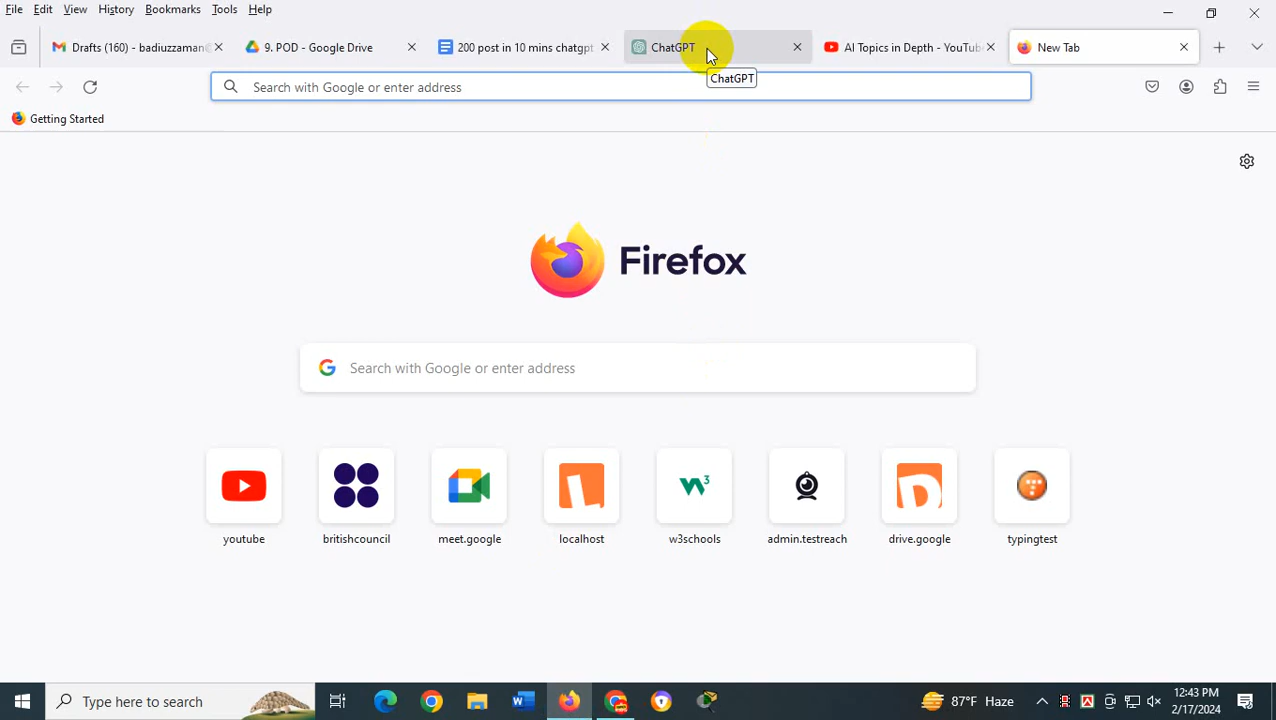 File Edit View History Bookmarks Tools Help
Drafts (160) - badiuzzaman@
9. POD - Google Drive
200 post in 10 mins chatgpt
ChatGPT
AI Topics in Depth - YouTube
New Tab
Search with Google or enter address
ChatGPT
Getting Started
Firefox
Search with Google or enter address
youtube
britishcouncil
meet.google
localhost
w3schools
admin.testreach
drive.google
typingtest
Type here to search
87°F Haze
12:43 PM
2/17/2024